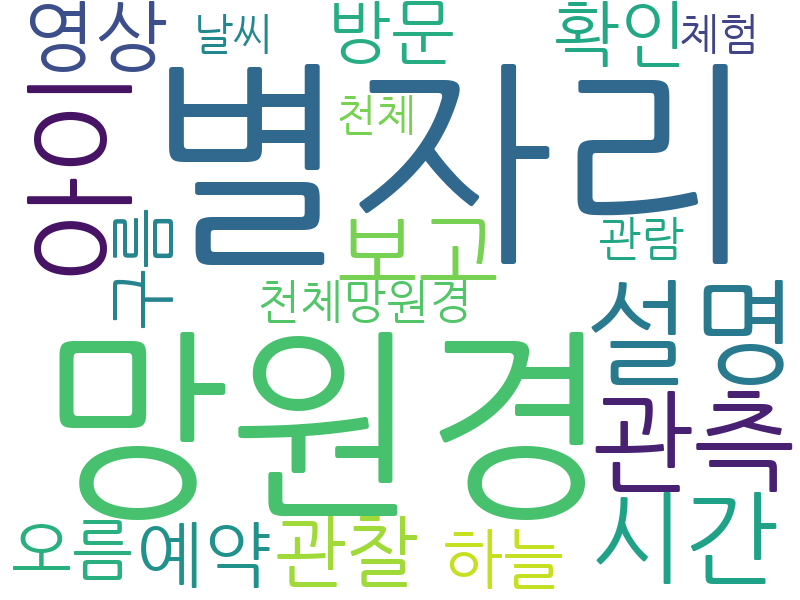 영상 날씨 방문 확인 체험
아이 별자리
천체
구름 보고 관람
천체망원경 설명
망원경 관측
오름 예약 관찰 하늘 시간